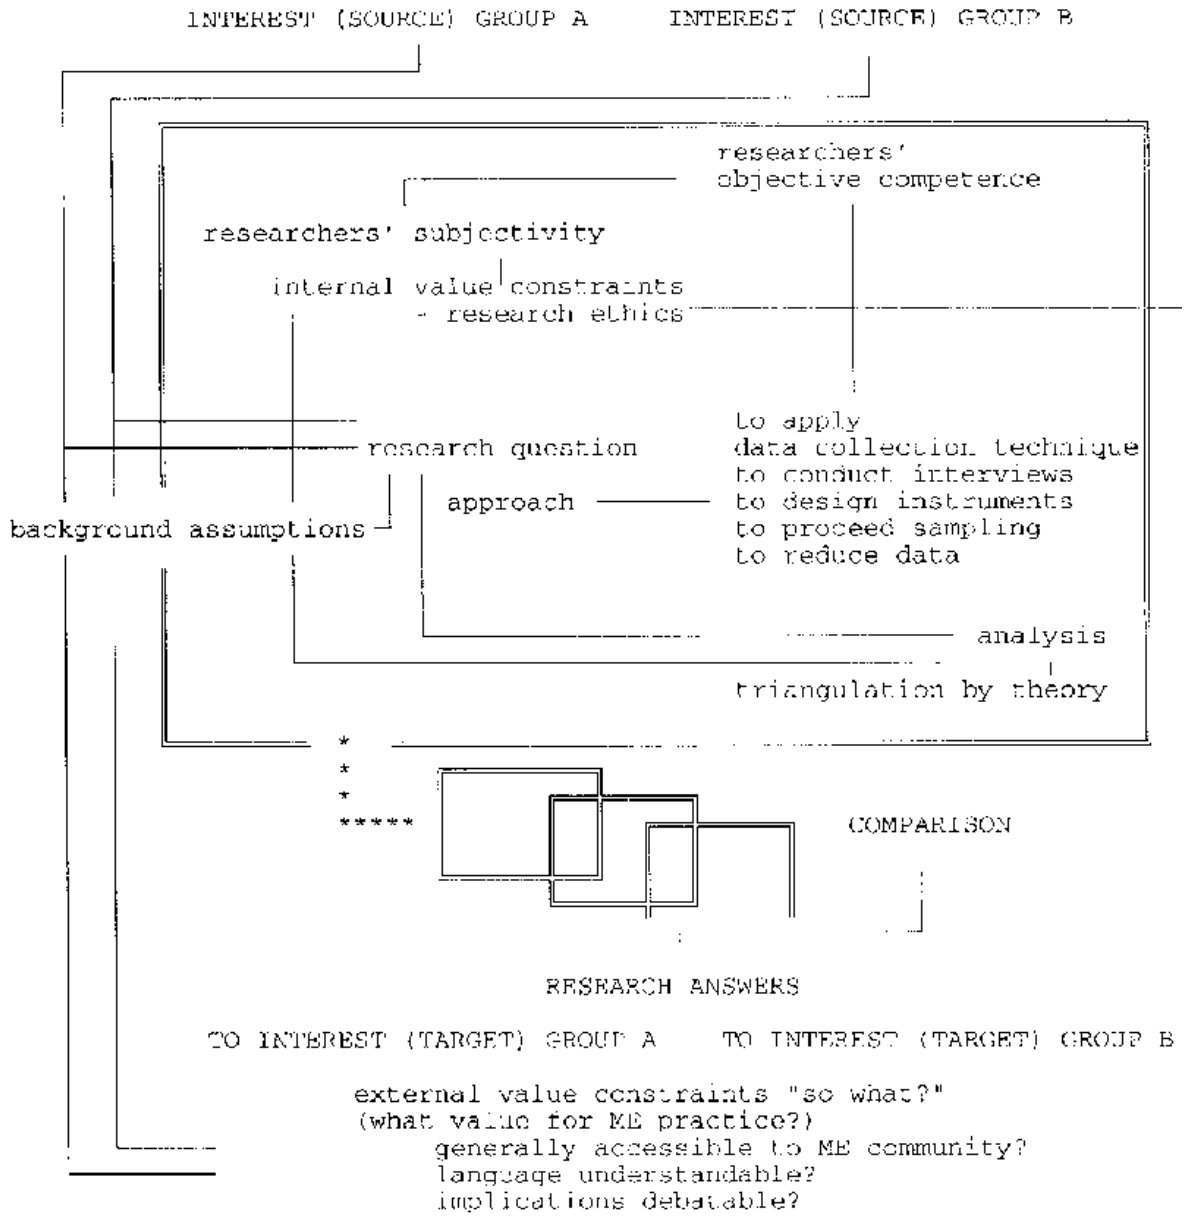 INTEREST (SOURCE) GROUP A INTEREST (SOURCE) GROUP B
researchers'
objective competence
researchers' subjectivity
internal value constraints
- research ethics
to apply
research question data collection technique
to conduct interviews
approach to design instruments
background assumptions to proceed sampling
to reduce data
analysis
triangulation by theory
*
*
*
***** COMPARISON
RESEARCH ANSWERS
TO INTEREST (TARGET) GROUP A TO INTEREST (TARGET) GROUP B
external value constraints "so what?"
(what value for ME practice?)
generally accessible to ME community?
language understandable?
implications debatable?